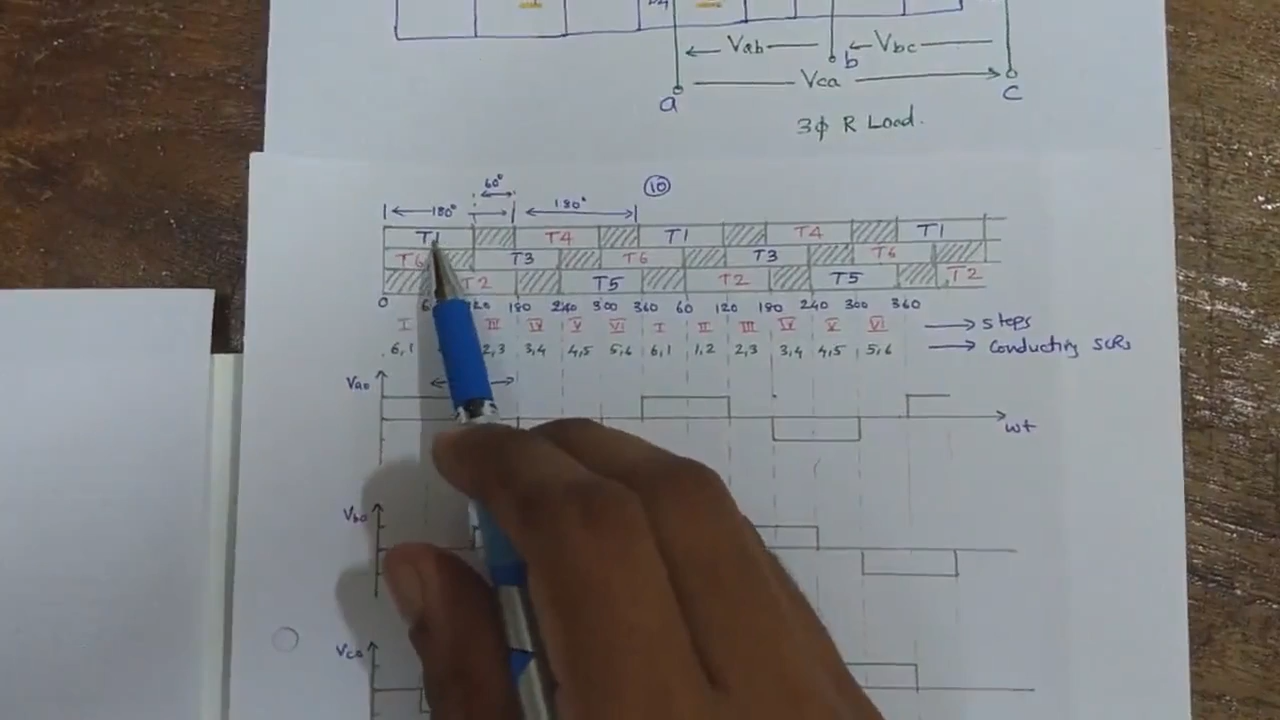 Vab Vbc
Vca
a b c
3ϕ R Load.
60° 10
180° 180°
T1 T4 T1 T4 T1
T6 T3 T6 T3 T6
T2 T5 T2 T5 T2
0 180 240 300 360 60 120 180 240 300 360
I III IV V VI I II III IV V VI → steps
6,1 2,3 3,4 4,5 5,6 6,1 1,2 2,3 3,4 4,5 5,6 → Conducting SCRs
Vao
wt
Vbo
Vco